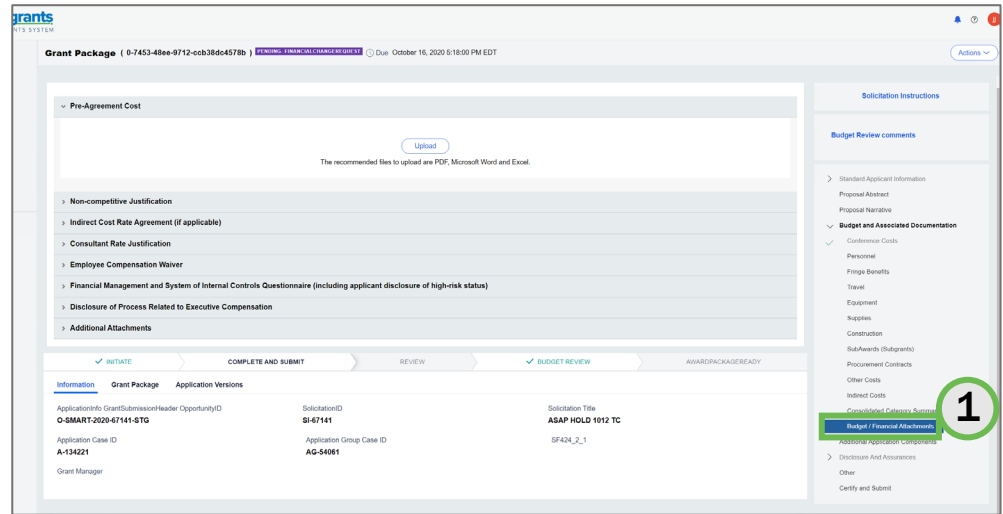 grants
NTS SYSTEM
JJ
Grant Package ( 0-7453-48ee-9712-ccb38dc4578b ) PENDING- FINANCIALCHANGEREQUEST Due October 16, 2020 5:18:00 PM EDT
Actions
Pre-Agreement Cost
Upload
The recommended files to upload are PDF, Microsoft Word and Excel.
Non-competitive Justification
Indirect Cost Rate Agreement (if applicable)
Consultant Rate Justification
Employee Compensation Waiver
Financial Management and System of Internal Controls Questionnaire (including applicant disclosure of high-risk status)
Disclosure of Process Related to Executive Compensation
Additional Attachments
INITIATE
COMPLETE AND SUBMIT
REVIEW
BUDGET REVIEW
AWARDPACKAGEREADY
Information Grant Package Application Versions
ApplicationInfo GrantSubmissionHeader OpportunityID
O-SMART-2020-67141-STG
SolicitationID
SI-67141
Solicitation Title
ASAP HOLD 1012 TC
Application Case ID
A-134221
Application Group Case ID
AG-54061
SF424_2_1
Grant Manager
Solicitation Instructions
Budget Review comments
Standard Applicant Information
Proposal Abstract
Proposal Narrative
Budget and Associated Documentation
Conference Costs
Personnel
Fringe Benefits
Travel
Equipment
Supplies
Construction
SubAwards (Subgrants)
Procurement Contracts
Other Costs
Indirect Costs
Consolidated Category Summa
Budget / Financial Attachments
1
Additional Application Components
Disclosure And Assurances
Other
Certify and Submit